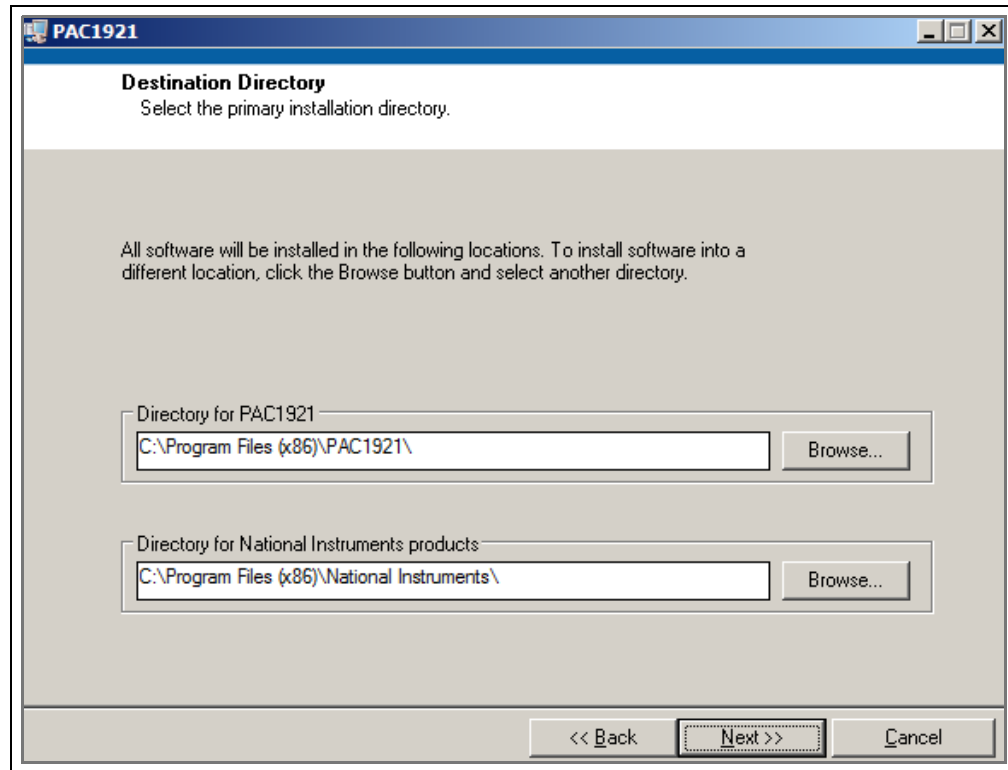 PAC1921
Destination Directory
Select the primary installation directory.
All software will be installed in the following locations. To install software into a
different location, click the Browse button and select another directory.
Directory for PAC1921
C:\Program Files (x86)\PAC1921\
Browse...
Directory for National Instruments products
C:\Program Files (x86)\National Instruments\
Browse...
<< Back
Next >>
Cancel